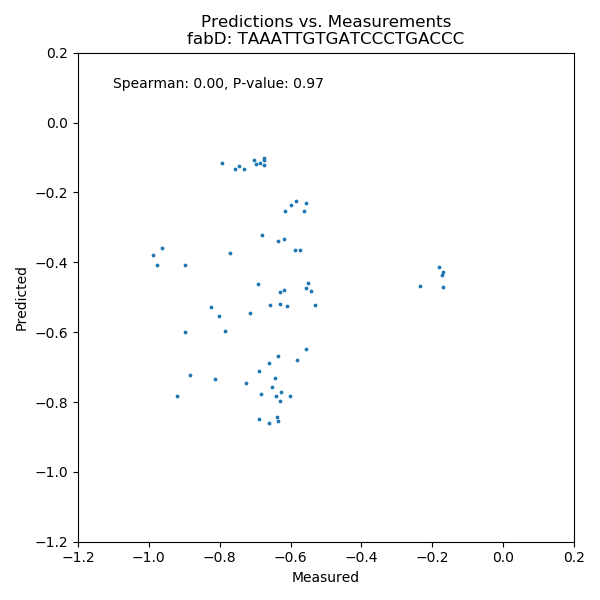 Predictions vs. Measurements
fabD: TAAATTGTGATCCCTGACCC
0.2
Spearman: 0.00, P-value: 0.97
0.0
−0.2
−0.4
Predicted
−0.6
−0.8
−1.0
−1.2
−1.2 −1.0 −0.8 −0.6 −0.4 −0.2 0.0 0.2
Measured